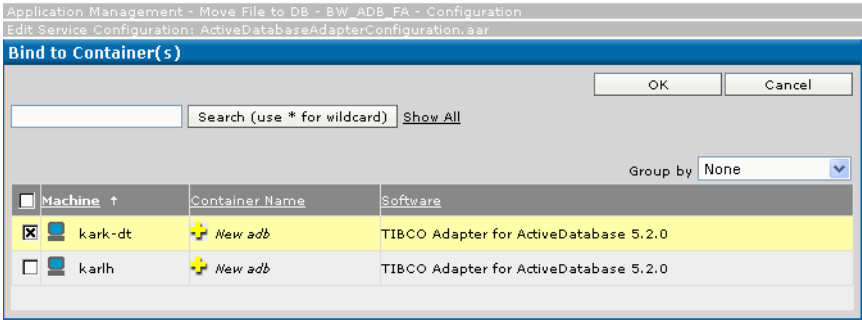 Application Management - Move File to DB - BW_ADB_FA - Configuration
Edit Service Configuration: ActiveDatabaseAdapterConfiguration.aar
Bind to Container(s)
OK Cancel
Search (use * for wildcard) Show All
Group by None
Machine ↑ Container Name Software
kark-dt New adb TIBCO Adapter for ActiveDatabase 5.2.0
karlh New adb TIBCO Adapter for ActiveDatabase 5.2.0